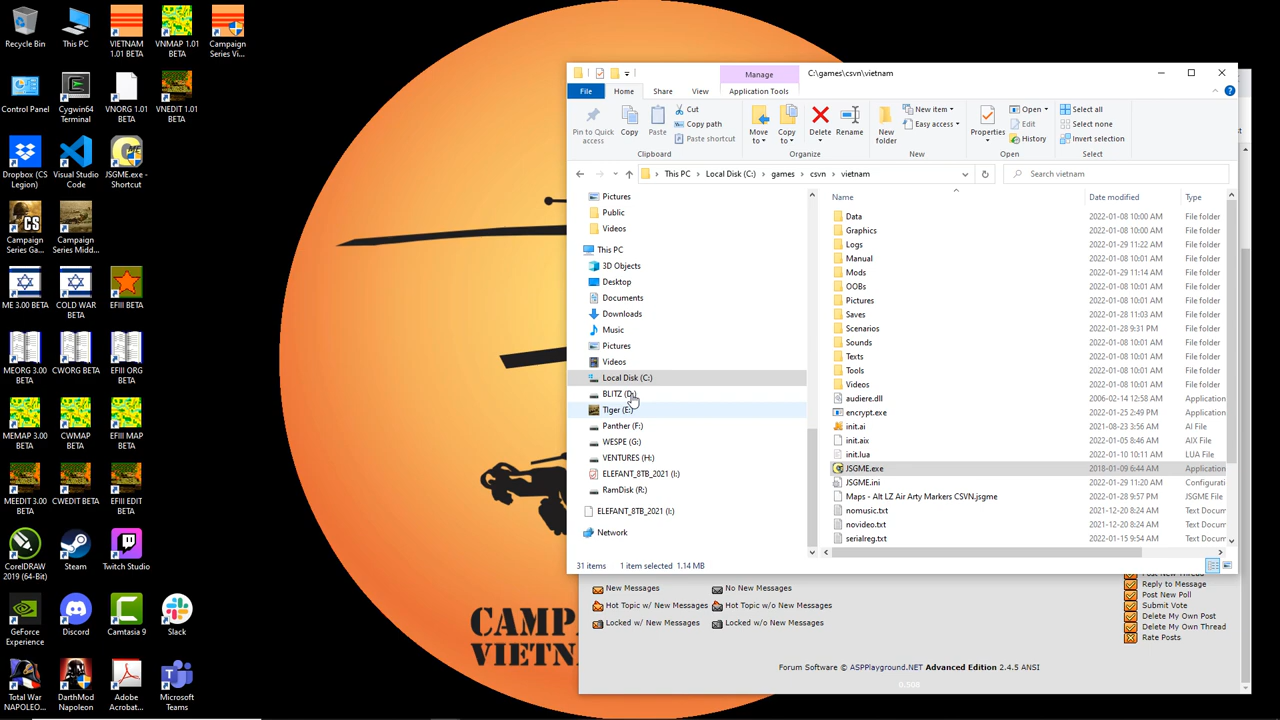 Recycle Bin
This PC
VIETNAM 1.01 BETA
VNMAP 1.01 BETA
Campaign Series Vi...
Control Panel
Cygwin64 Terminal
VNORG 1.01 BETA
VNEDIT 1.01 BETA
Dropbox (CS Legion)
Visual Studio Code
JSGME.exe - Shortcut
Campaign Series Ga...
Campaign Series Midd...
ME 3.00 BETA
COLD WAR BETA
EFIII BETA
MEORG 3.00 BETA
CWORG BETA
EFIII ORG BETA
MEMAP 3.00 BETA
CWMAP BETA
EFIII MAP BETA
MEEDIT 3.00 BETA
CWEDIT BETA
EFIII EDIT BETA
CorelDRAW 2019 (64-Bit)
Steam
Twitch Studio
GeForce Experience
Discord
Camtasia 9
Slack
Total War NAPOLEO...
DarthMod Napoleon
Adobe Acrobat...
Microsoft Teams
CAMP
VIETN
Manage
C:\games\csvn\vietnam
File
Home
Share
View
Application Tools
Pin to Quick access
Copy
Paste
Cut
Copy path
Paste shortcut
Clipboard
Move to
Copy to
Delete
Rename
Organize
New folder
New item
Easy access
New
Properties
Open
Edit
History
Open
Select all
Select none
Invert selection
Select
This PC > Local Disk (C:) > games > csvn > vietnam
Search vietnam
Pictures
Public
Videos
This PC
3D Objects
Desktop
Documents
Downloads
Music
Pictures
Videos
Local Disk (C:)
BLITZ (D:)
TIger (E:)
Panther (F:)
WESPE (G:)
VENTURES (H:)
ELEFANT_8TB_2021 (I:)
RamDisk (R:)
ELEFANT_8TB_2021 (I:)
Network
Name Date modified Type
Data 2022-01-08 10:00 AM File folder
Graphics 2022-01-08 10:00 AM File folder
Logs 2022-01-29 11:22 AM File folder
Manual 2022-01-08 10:01 AM File folder
Mods 2022-01-29 11:14 AM File folder
OOBs 2022-01-08 10:01 AM File folder
Pictures 2022-01-08 10:01 AM File folder
Saves 2022-01-28 11:03 AM File folder
Scenarios 2022-01-28 9:31 PM File folder
Sounds 2022-01-08 10:01 AM File folder
Texts 2022-01-08 10:01 AM File folder
Tools 2022-01-08 10:01 AM File folder
Videos 2022-01-08 10:01 AM File folder
audiere.dll 2006-02-14 12:58 AM Application
encrypt.exe 2022-01-25 2:49 PM Application
init.ai 2021-08-23 3:56 AM AI File
init.aix 2022-01-05 8:46 PM AIX File
init.lua 2022-01-08 9:54 PM LUA File
JSGME.exe 2018-01-09 6:44 AM Application
JSGME.ini 2022-01-29 11:20 AM Configurati
Maps - Alt LZ Air Arty Markers CSVN.jsgme 2022-01-28 9:57 PM JSGME File
nomusic.txt 2021-12-20 8:24 AM Text Docum
novideo.txt 2021-12-20 8:24 AM Text Docum
serialreg.txt 2022-01-15 9:54 AM Text Docum
31 items 1 item selected 1.14 MB
New Messages
No New Messages
Hot Topic w/ New Messages
Hot Topic w/o New Messages
Locked w/ New Messages
Locked w/o New Messages
Post New Thread
Reply to Message
Post New Poll
Submit Vote
Delete My Own Post
Delete My Own Thread
Rate Posts
Forum Software © ASPPlayground.NET Advanced Edition 2.4.5 ANSI